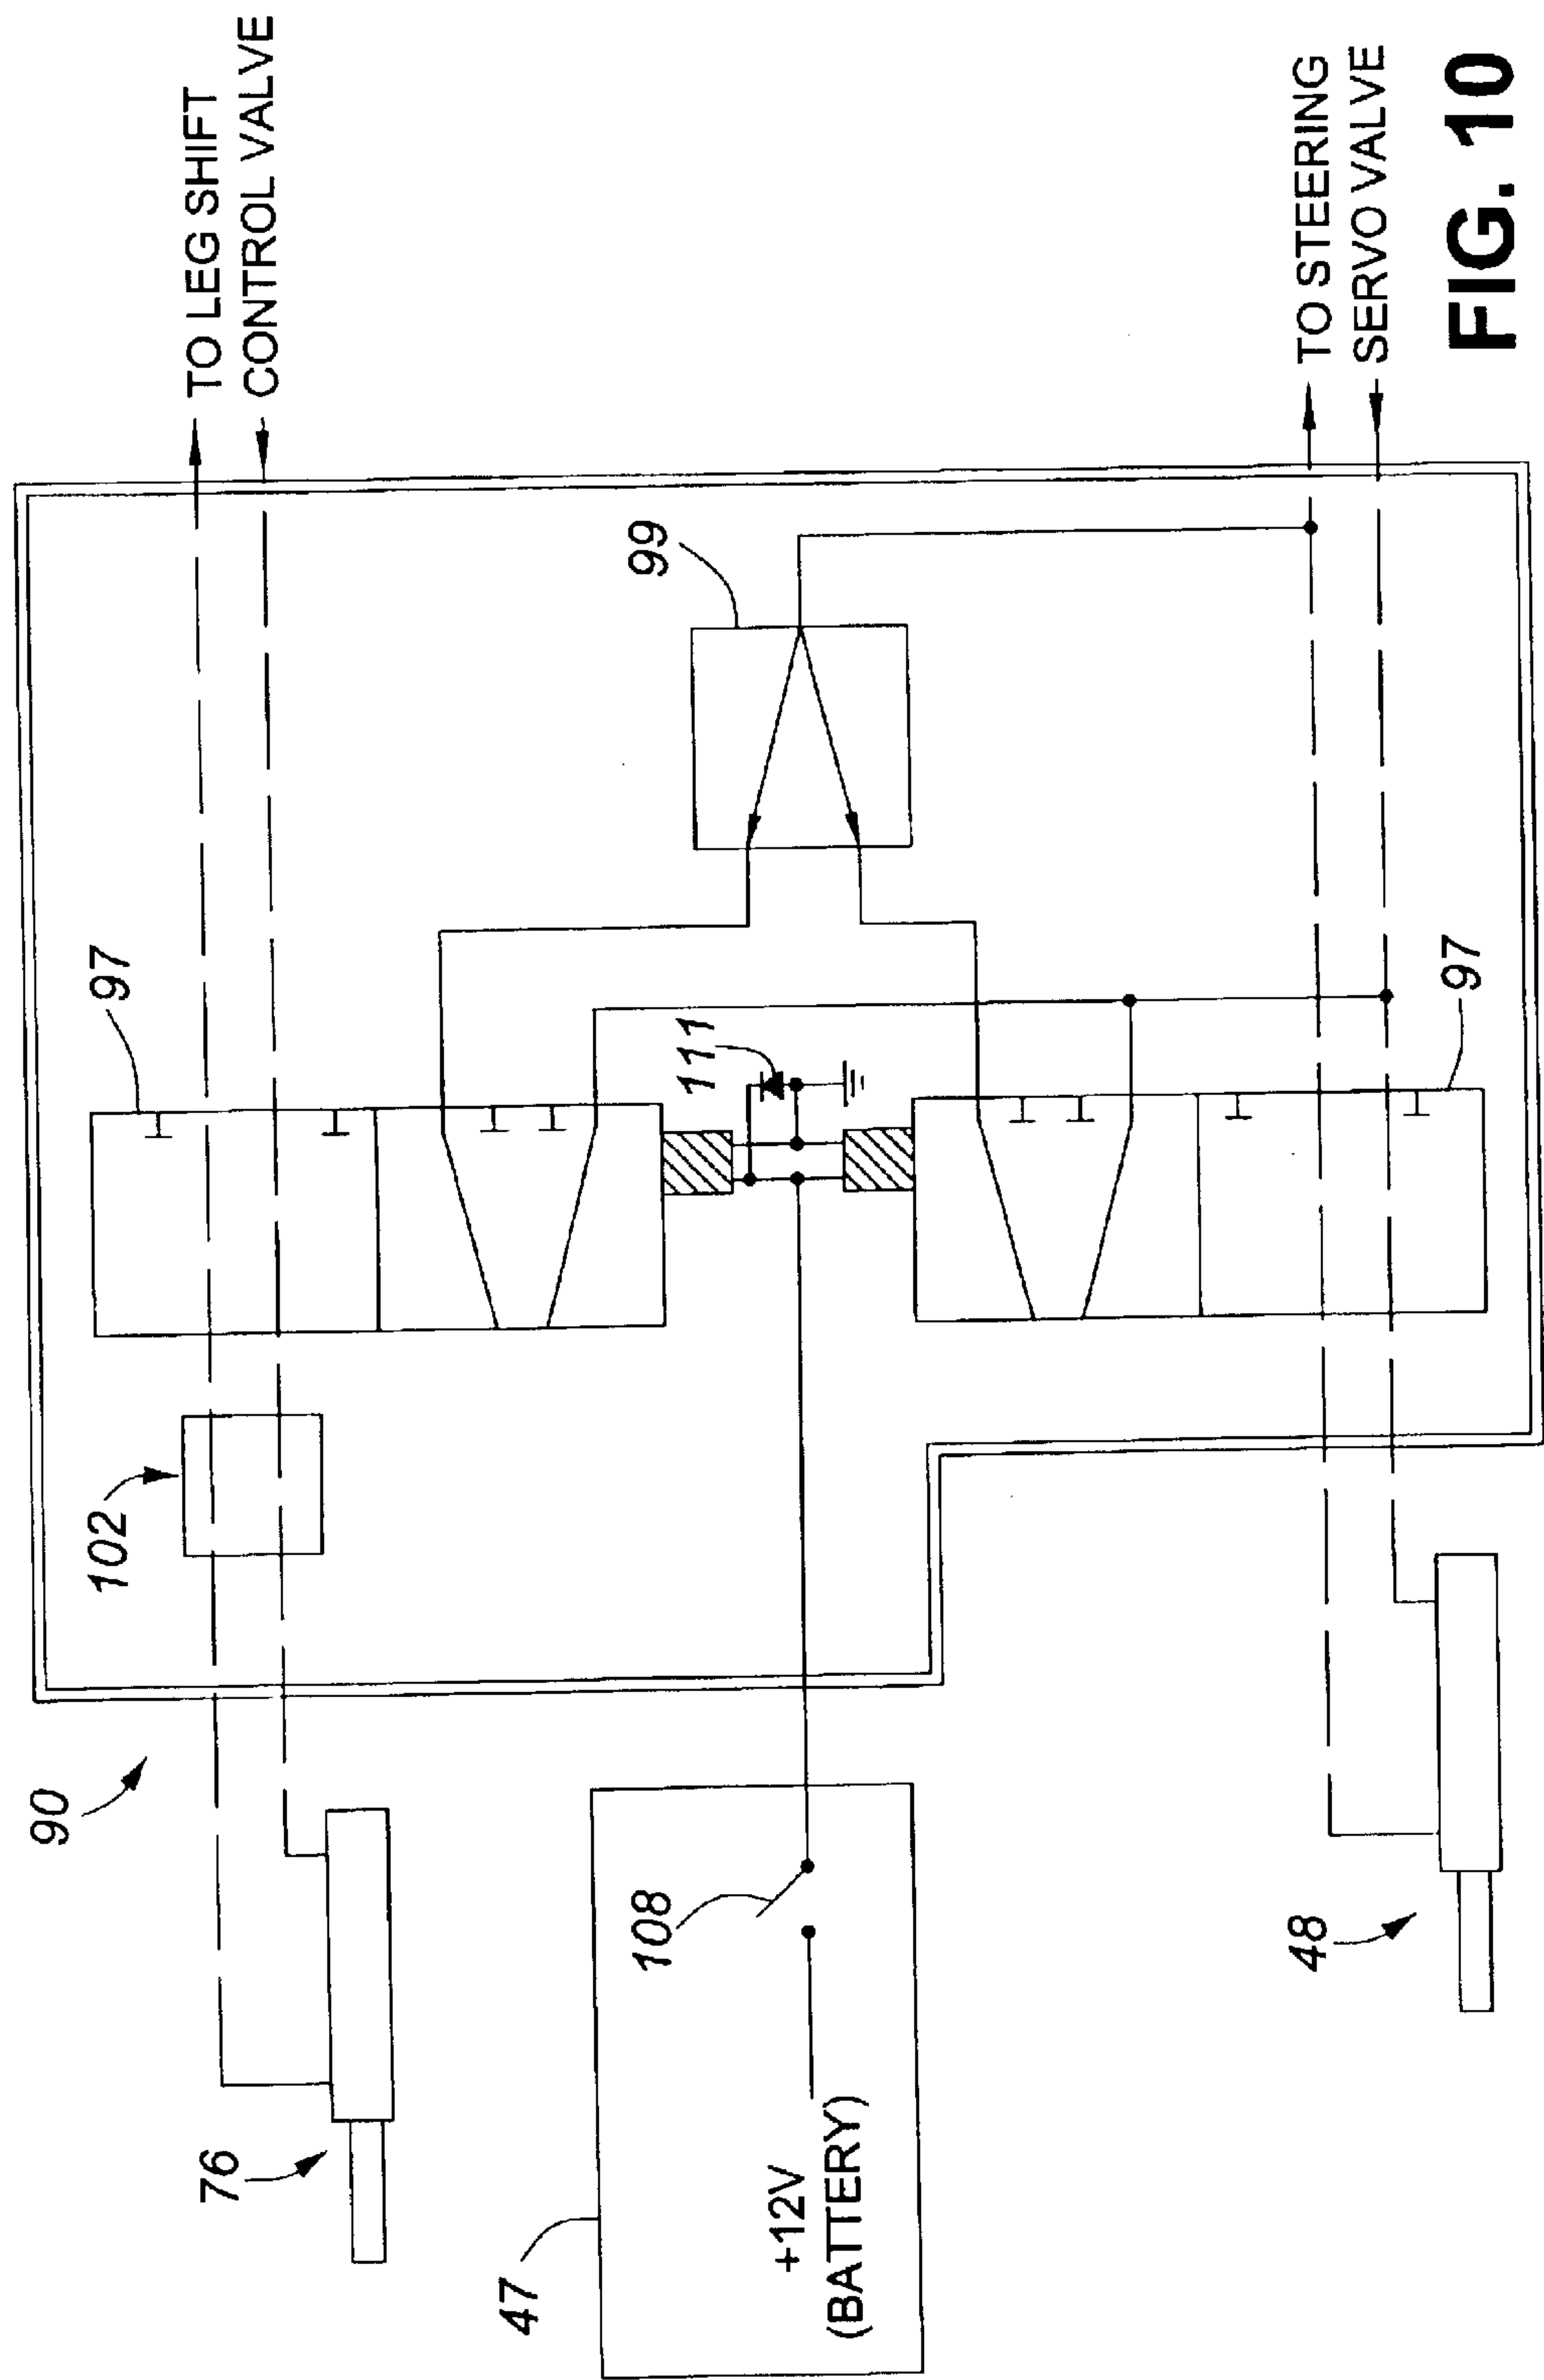 TO LEG SHIFT
CONTROL VALVE
97
99
102
90
111
76
47
108
+12V
(BATTERY)
97
48
TO STEERING
SERVO VALVE
FIG. 10